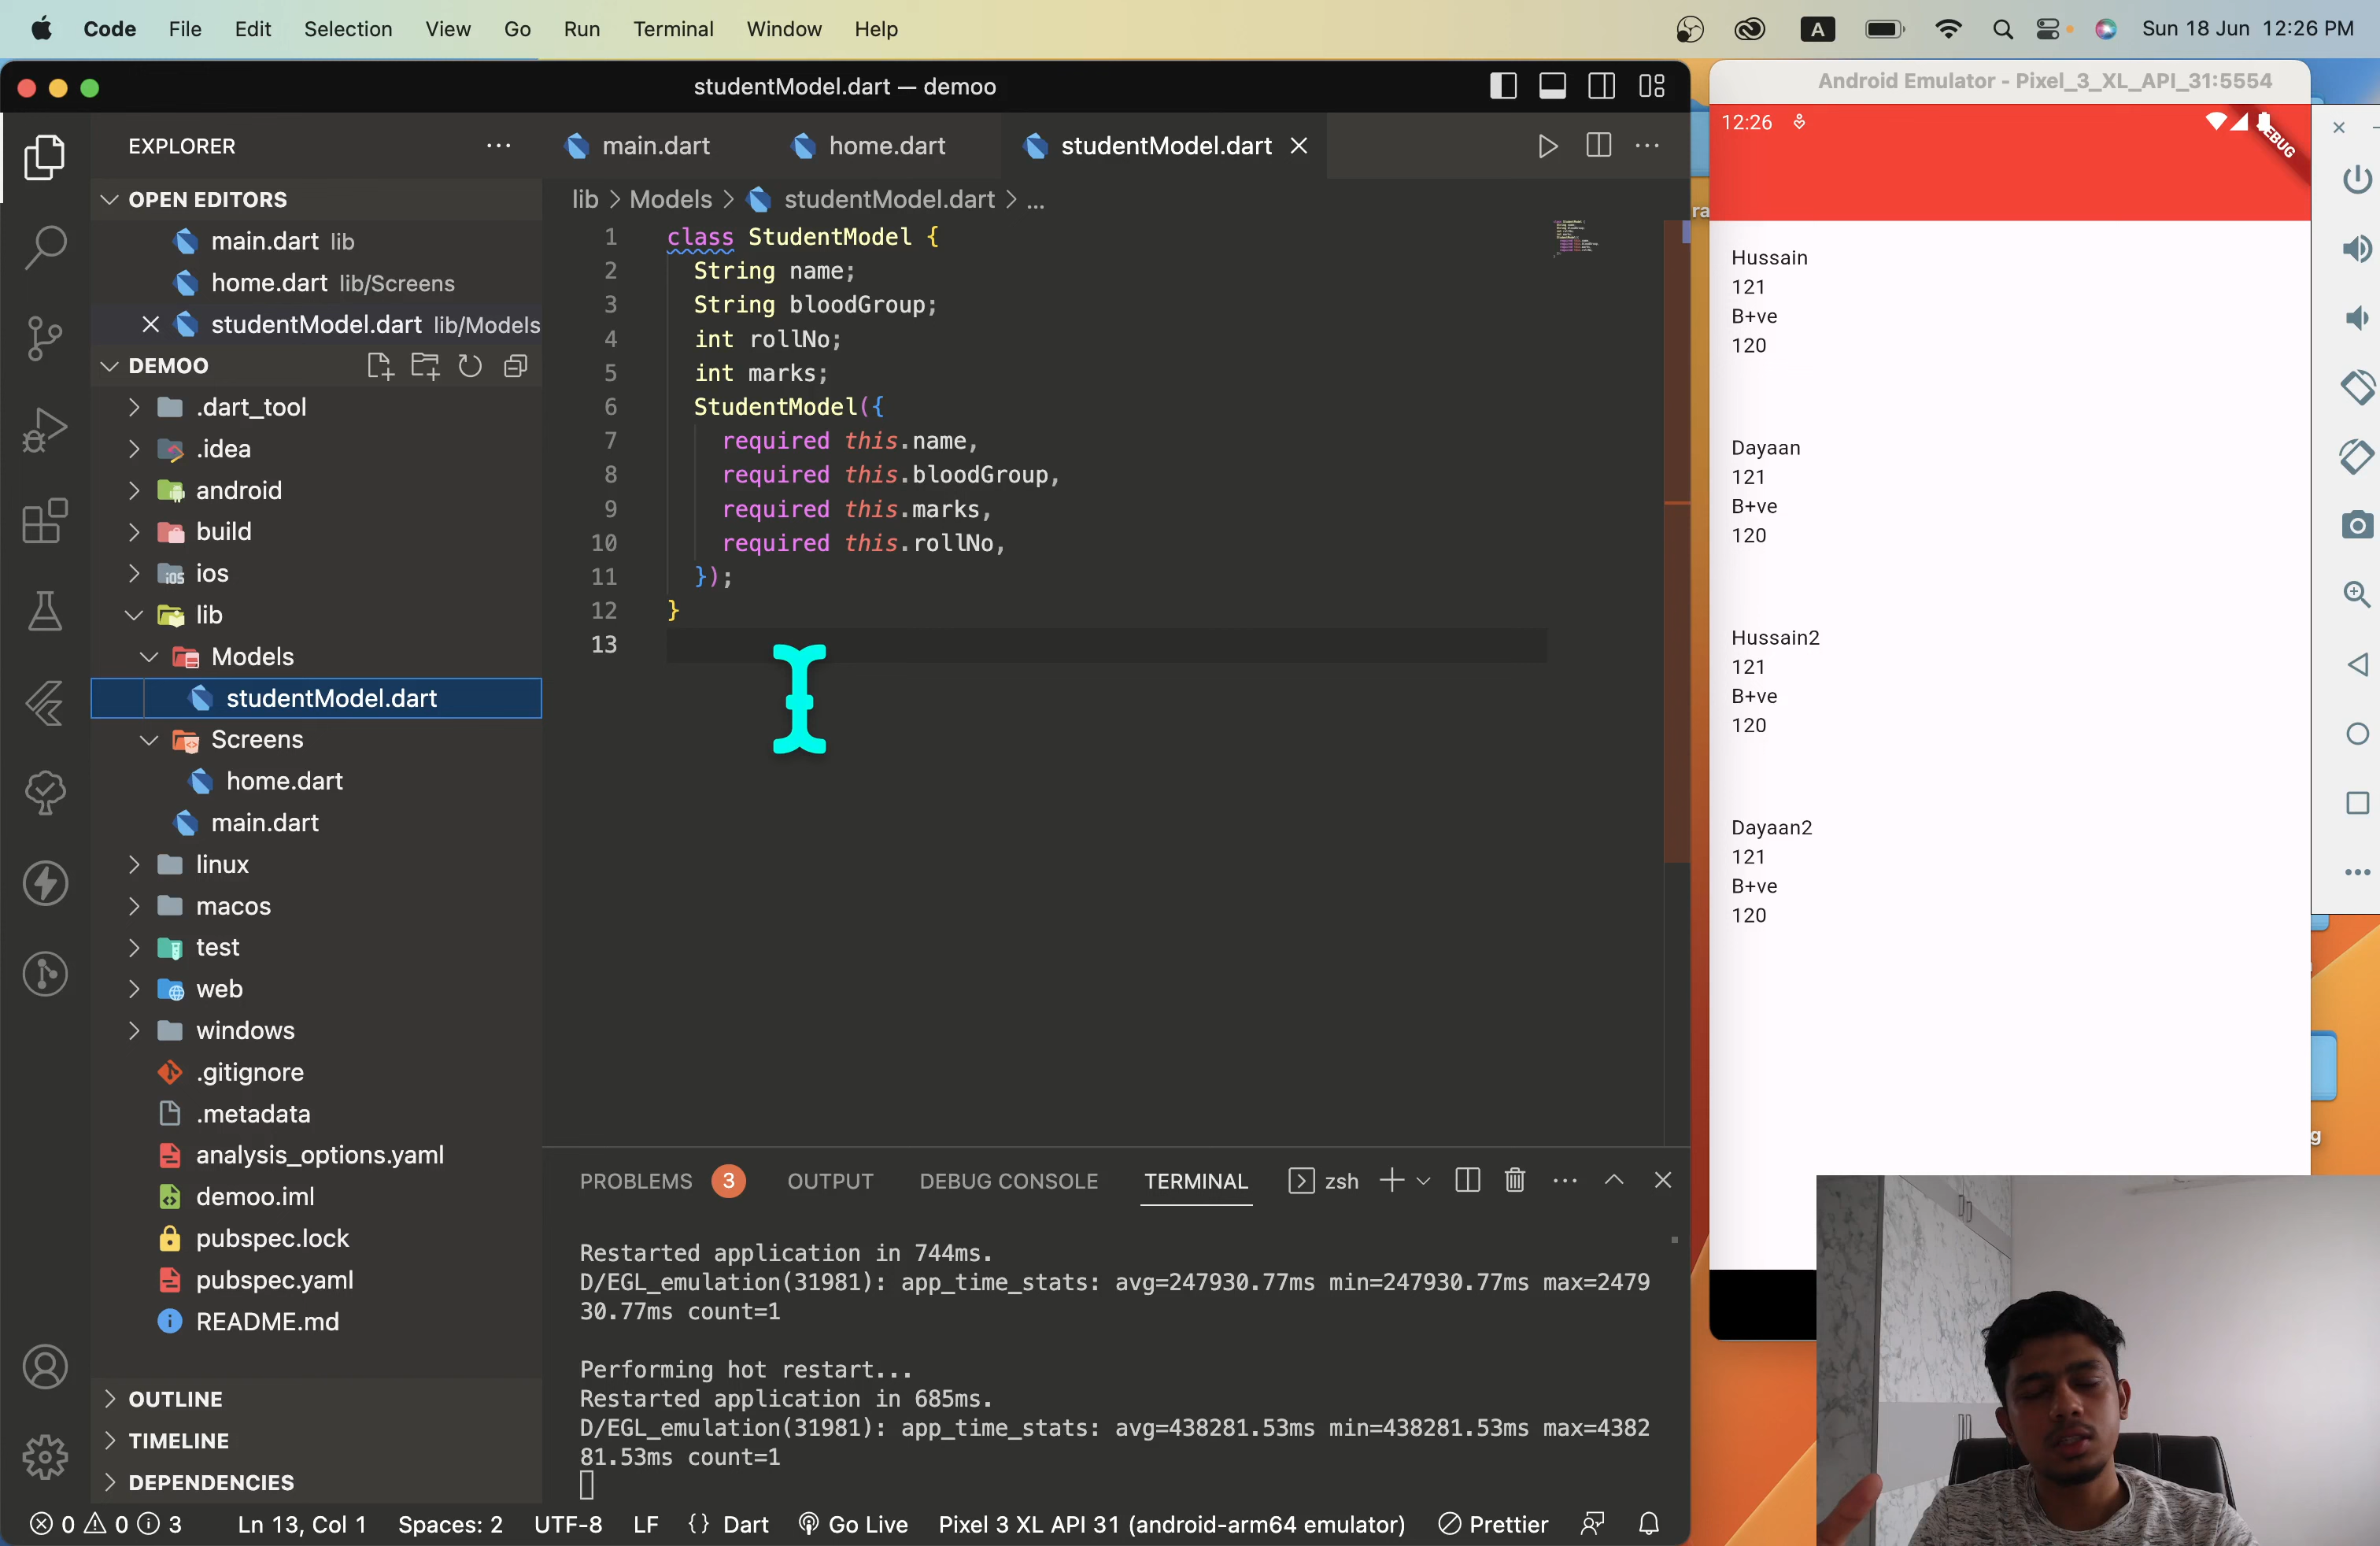 Code File Edit Selection View Go Run Terminal Window Help A Sun 18 Jun 12:26 PM
studentModel.dart — demoo
EXPLORER
OPEN EDITORS
main.dart lib
home.dart lib/Screens
studentModel.dart lib/Models
DEMOO
.dart_tool
.idea
android
build
ios
lib
Models
studentModel.dart
Screens
home.dart
main.dart
linux
macos
test
web
windows
.gitignore
.metadata
analysis_options.yaml
demoo.iml
pubspec.lock
pubspec.yaml
README.md
OUTLINE
TIMELINE
DEPENDENCIES
main.dart home.dart studentModel.dart
lib > Models > studentModel.dart > ...
1 class StudentModel {
2 String name;
3 String bloodGroup;
4 int rollNo;
5 int marks;
6 StudentModel({
7 required this.name,
8 required this.bloodGroup,
9 required this.marks,
10 required this.rollNo,
11 });
12 }
13
PROBLEMS 3 OUTPUT DEBUG CONSOLE TERMINAL zsh
Restarted application in 744ms.
D/EGL_emulation(31981): app_time_stats: avg=247930.77ms min=247930.77ms max=2479
30.77ms count=1
Performing hot restart...
Restarted application in 685ms.
D/EGL_emulation(31981): app_time_stats: avg=438281.53ms min=438281.53ms max=4382
81.53ms count=1
0 0 3 Ln 13, Col 1 Spaces: 2 UTF-8 LF {} Dart Go Live Pixel 3 XL API 31 (android-arm64 emulator) Prettier
Android Emulator - Pixel_3_XL_API_31:5554
12:26
Hussain
121
B+ve
120
Dayaan
121
B+ve
120
Hussain2
121
B+ve
120
Dayaan2
121
B+ve
120